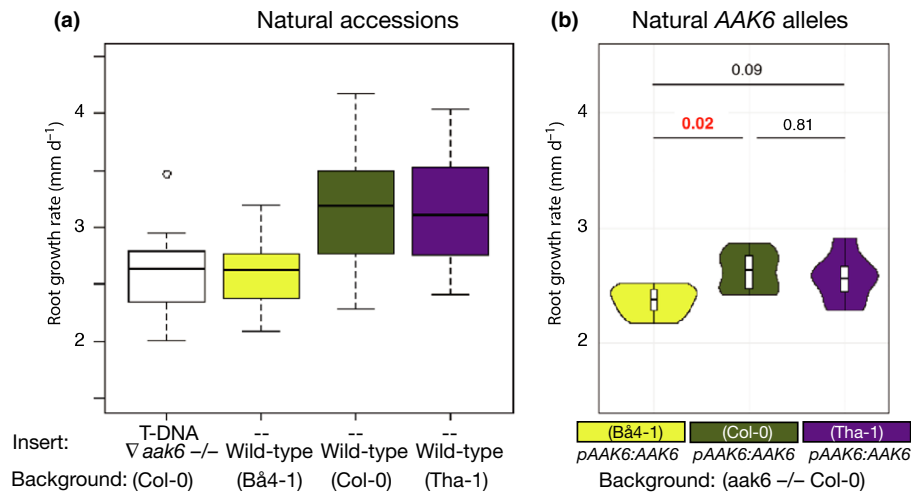 (a) Natural accessions
Root growth rate (mm d⁻¹)
4
3
2
Insert:
T-DNA
∇ aak6 –/–
--
Wild-type
--
Wild-type
--
Wild-type
Background: (Col-0) (Bå4-1) (Col-0) (Tha-1)
(b) Natural AAK6 alleles
Root growth rate (mm d⁻¹)
4
3
2
0.09
0.02
0.81
(Bå4-1) (Col-0) (Tha-1)
pAAK6:AAK6 pAAK6:AAK6 pAAK6:AAK6
Background: (aak6 –/– Col-0)